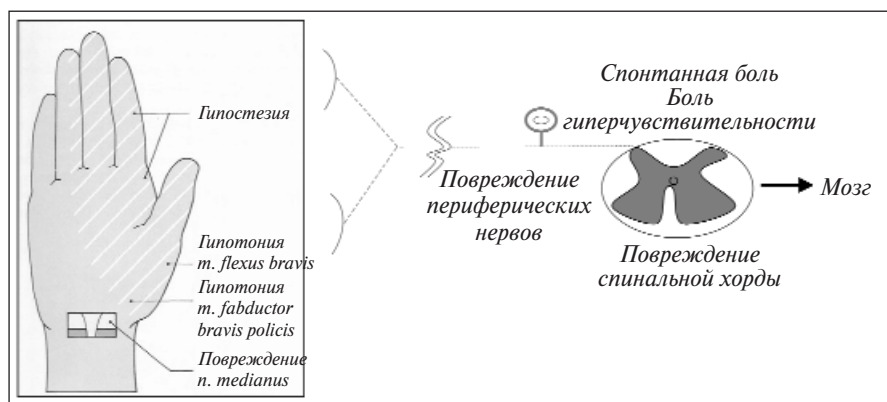 Гипостезия
Гипотония
m. flexus bravis
Гипотония
m. fabductor
bravis policis
Повреждение
n. medianus
Повреждение
периферических
нервов
Спонтанная боль
Боль
гиперчувствительности
Мозг
Повреждение
спинальной хорды